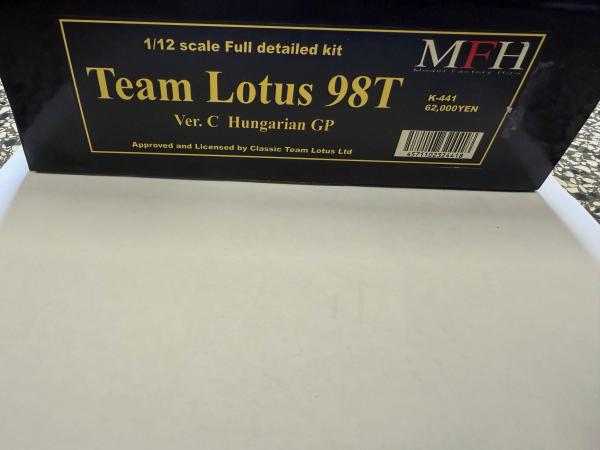 1/12 scale Full detailed kit
MFH
Model Factory Hiro
Team Lotus 98T
K-441
62,000YEN
Ver. C Hungarian GP
Approved and Licensed by Classic Team Lotus Ltd
4571102324418